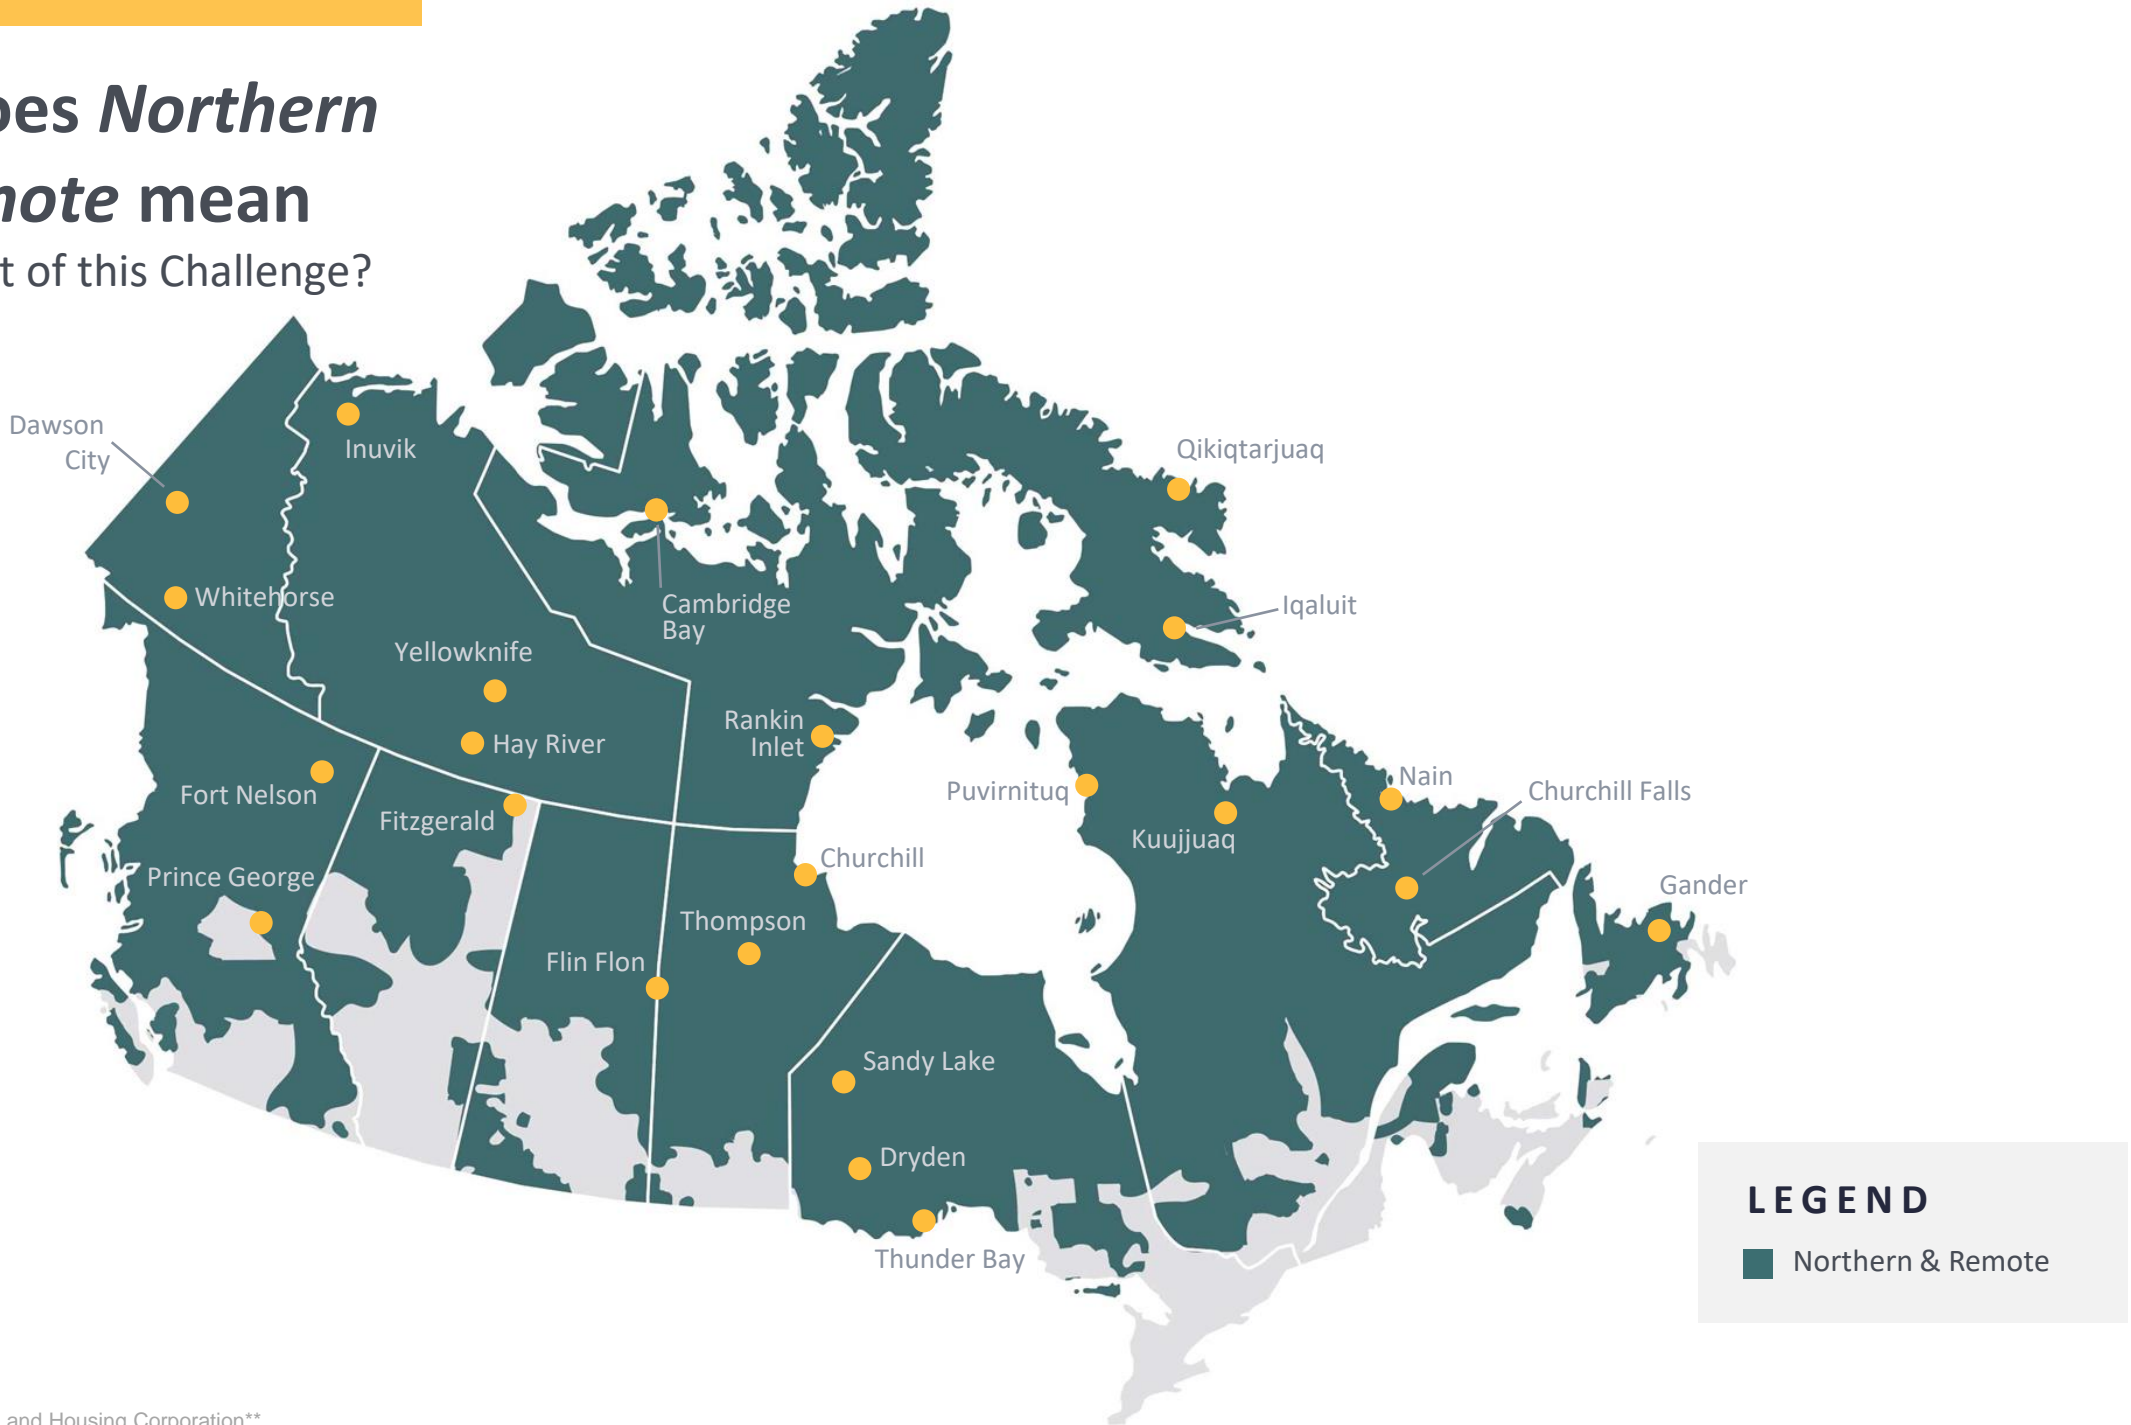 oes Northern
mote mean
t of this Challenge?
Dawson
City
Inuvik
Qikiqtarjuaq
Whitehorse
Cambridge
Bay
Iqaluit
Yellowknife
Rankin
Inlet
Hay River
Fort Nelson
Fitzgerald
Puvirnituq
Kuujjuaq
Nain
Churchill Falls
Prince George
Churchill
Gander
Thompson
Flin Flon
Sandy Lake
Dryden
Thunder Bay
LEGEND
Northern & Remote
and Housing Corporation**